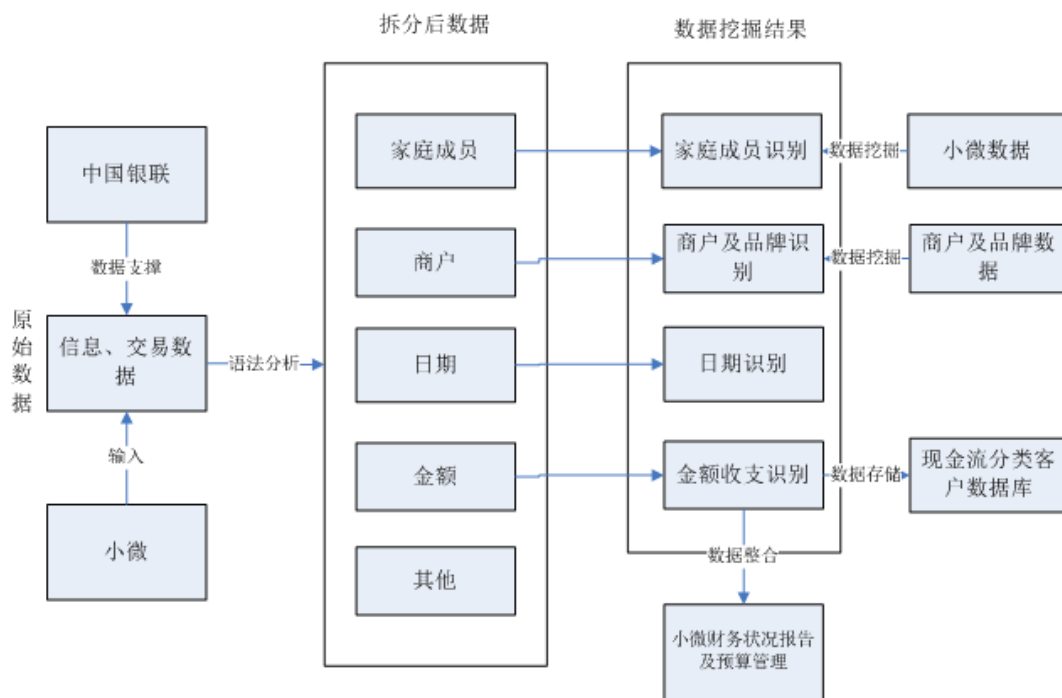 拆分后数据
数据挖掘结果
家庭成员
家庭成员识别
数据挖掘
小微数据
中国银联
商户
商户及品牌识
别
数据挖掘
商户及品牌数
据
数据支撑
原
始
数
据
信息、交易数
据
语法分析
日期
日期识别
输入
金额
金额收支识别
数据存储
现金流分类客
户数据库
小微
数据整合
其他
小微财务状况报告
及预算管理